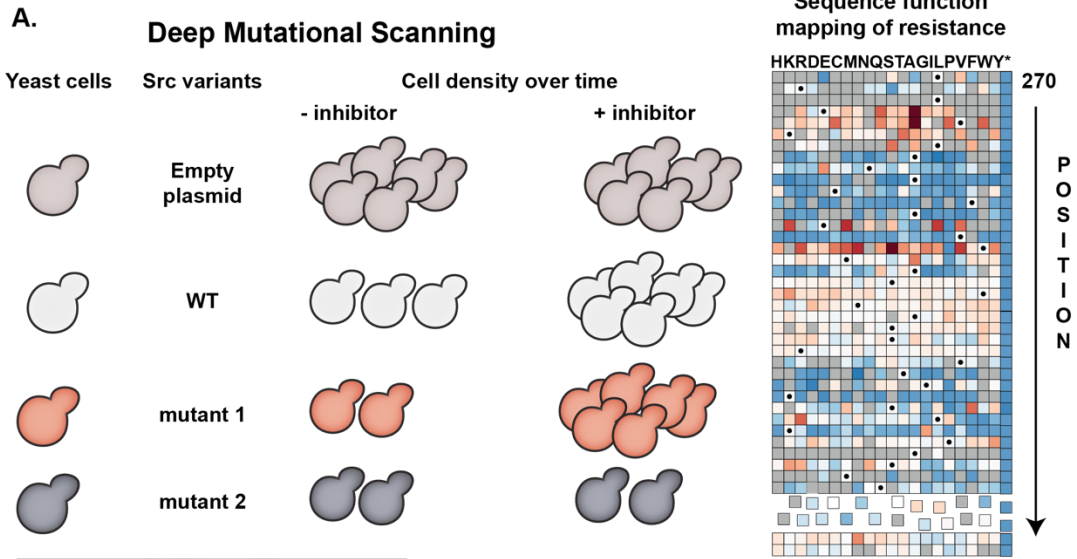 A.
Deep Mutational Scanning
Yeast cells
Src variants
Cell density over time
- inhibitor
+ inhibitor
Empty
plasmid
WT
mutant 1
mutant 2
Sequence function
mapping of resistance
HKRDECMNQSTAGILPVFWY*
270
POSITION